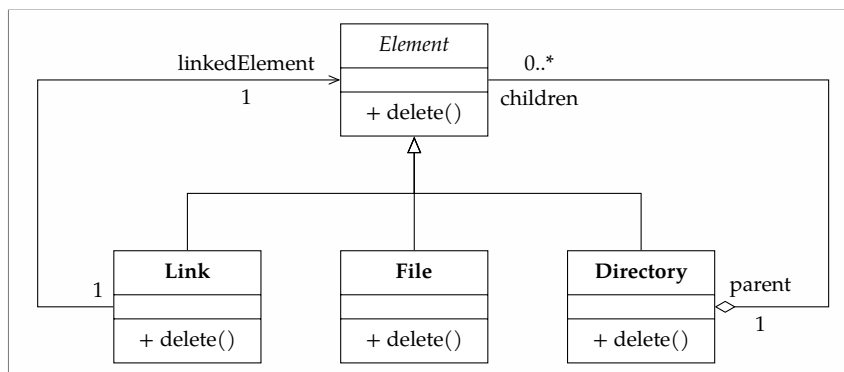 Element
linkedElement
0..*
1
children
+ delete()
Link
File
Directory
1
parent
1
+ delete()
+ delete()
+ delete()